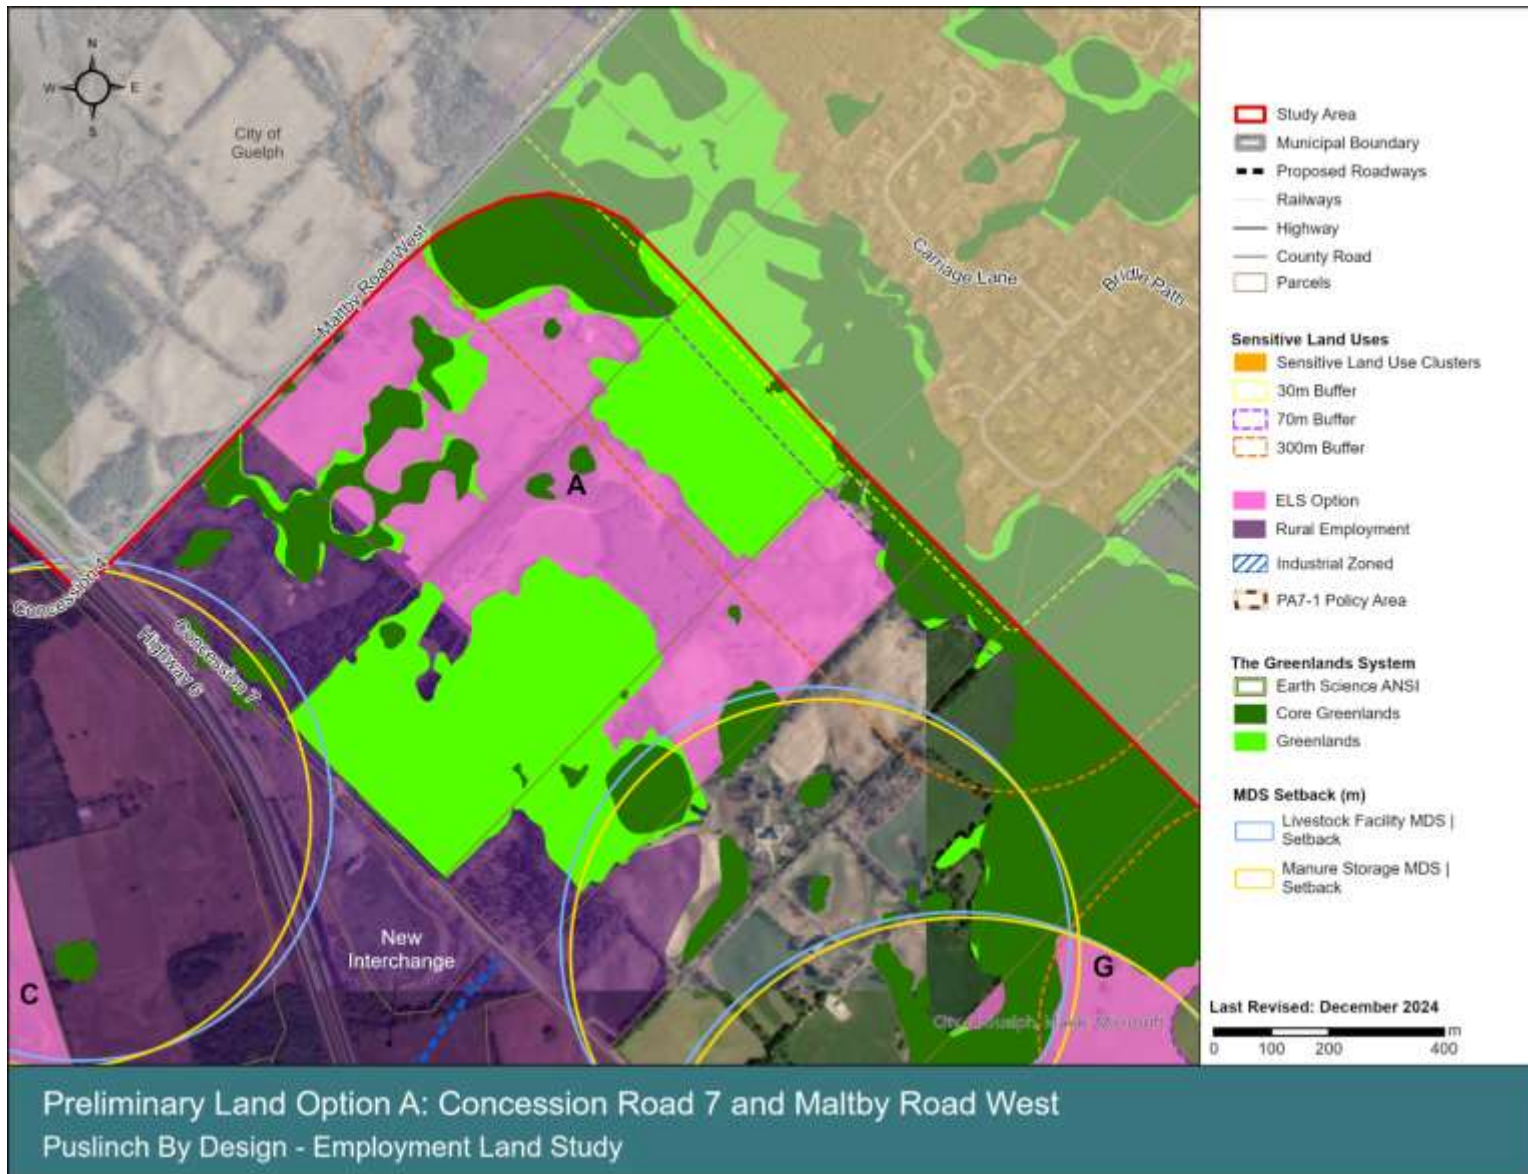 N
W
E
S
City of
Guelph
Maltby Road West
Carriage Lane
Bridle Path
A
Concession 4
Concession 7
Highway 6
New
Interchange
C
G
Study Area
Municipal Boundary
Proposed Roadways
Railways
Highway
County Road
Parcels
Sensitive Land Uses
Sensitive Land Use Clusters
30m Buffer
70m Buffer
300m Buffer
ELS Option
Rural Employment
Industrial Zoned
PA7-1 Policy Area
The Greenlands System
Earth Science ANSI
Core Greenlands
Greenlands
MDS Setback (m)
Livestock Facility MDS |
Setback
Manure Storage MDS |
Setback
Last Revised: December 2024
m
0 100 200 400
Preliminary Land Option A: Concession Road 7 and Maltby Road West
Puslinch By Design - Employment Land Study